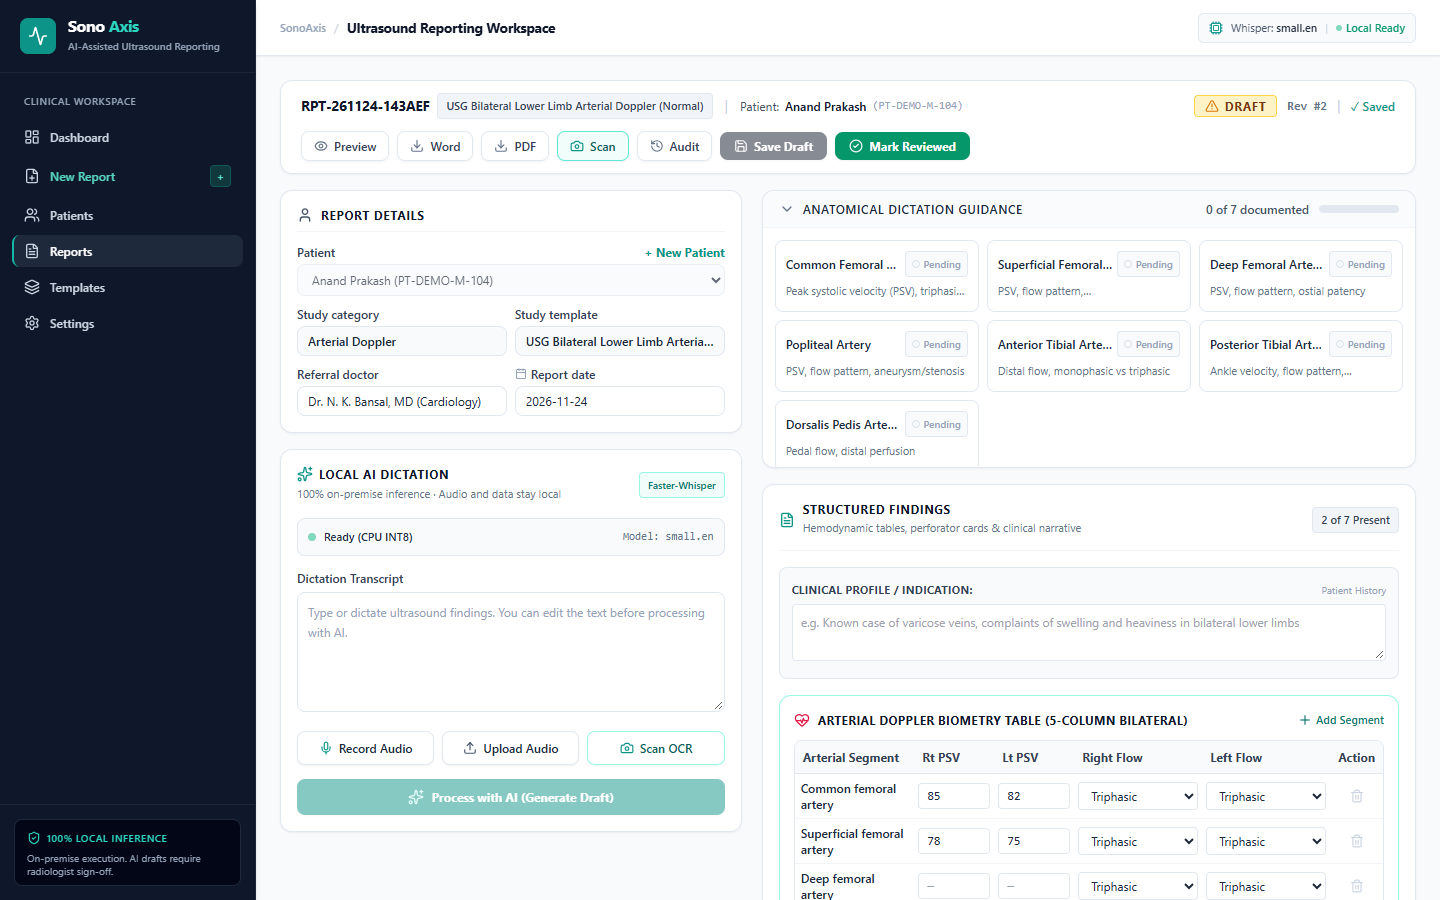 Sono Axis
AI-Assisted Ultrasound Reporting
CLINICAL WORKSPACE
Dashboard
New Report +
Patients
Reports
Templates
Settings
100% LOCAL INFERENCE
On-premise execution. AI drafts require
radiologist sign-off.
SonoAxis / Ultrasound Reporting Workspace
Whisper: small.en | Local Ready
RPT-261124-143AEF USG Bilateral Lower Limb Arterial Doppler (Normal) | Patient: Anand Prakash (PT-DEMO-M-104)
DRAFT Rev #2 | ✓ Saved
Preview Word PDF Scan Audit Save Draft Mark Reviewed
REPORT DETAILS
Patient + New Patient
Anand Prakash (PT-DEMO-M-104)
Study category Study template
Arterial Doppler USG Bilateral Lower Limb Arteria...
Referral doctor Report date
Dr. N. K. Bansal, MD (Cardiology) 2026-11-24
LOCAL AI DICTATION
100% on-premise inference · Audio and data stay local
Faster-Whisper
Ready (CPU INT8) Model: small.en
Dictation Transcript
Type or dictate ultrasound findings. You can edit the text before processing
with AI.
Record Audio Upload Audio Scan OCR
Process with AI (Generate Draft)
ANATOMICAL DICTATION GUIDANCE 0 of 7 documented
Common Femoral ... Pending
Peak systolic velocity (PSV), triphasi...
Superficial Femoral... Pending
PSV, flow pattern,...
Deep Femoral Arte... Pending
PSV, flow pattern, ostial patency
Popliteal Artery Pending
PSV, flow pattern, aneurysm/stenosis
Anterior Tibial Arte... Pending
Distal flow, monophasic vs triphasic
Posterior Tibial Art... Pending
Ankle velocity, flow pattern,...
Dorsalis Pedis Arte... Pending
Pedal flow, distal perfusion
STRUCTURED FINDINGS
Hemodynamic tables, perforator cards & clinical narrative
2 of 7 Present
CLINICAL PROFILE / INDICATION: Patient History
e.g. Known case of varicose veins, complaints of swelling and heaviness in bilateral lower limbs
ARTERIAL DOPPLER BIOMETRY TABLE (5-COLUMN BILATERAL) + Add Segment
Arterial Segment Rt PSV Lt PSV Right Flow Left Flow Action
Common femoral
artery
85 82 Triphasic Triphasic
Superficial femoral
artery
78 75 Triphasic Triphasic
Deep femoral
artery
– – Triphasic Triphasic